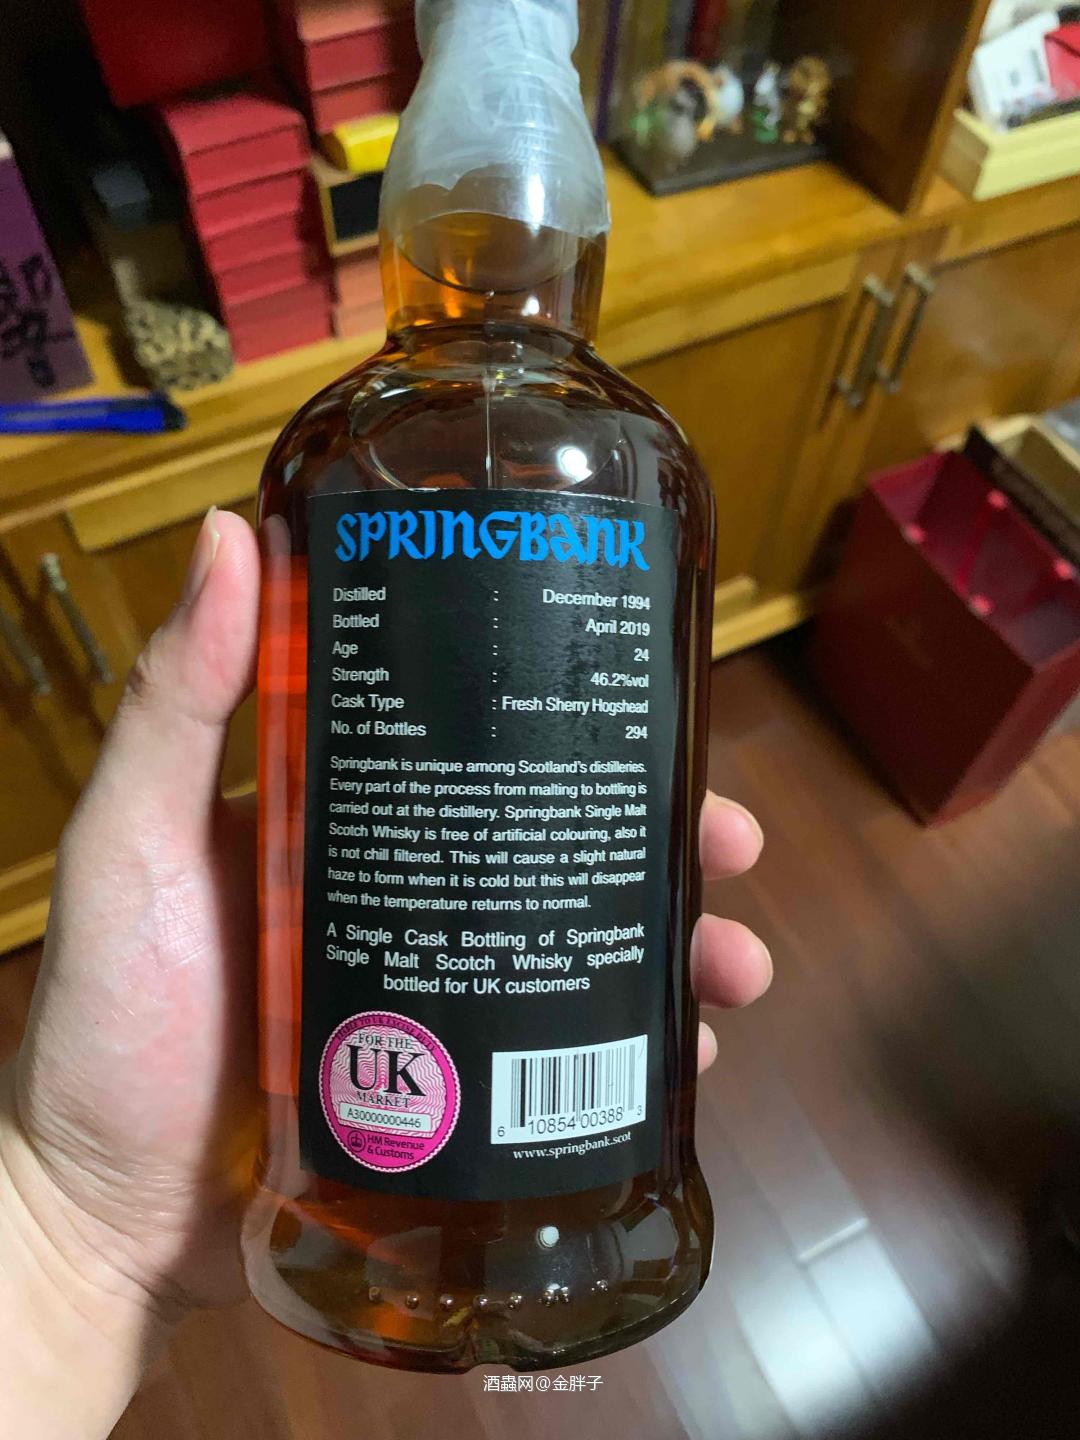 SPRINGBANK
Distilled : December 1994
Bottled : April 2019
Age : 24
Strength : 46.2%vol
Cask Type : Fresh Sherry Hogshead
No. of Bottles : 294
Springbank is unique among Scotland's distilleries.
Every part of the process from malting to bottling is
carried out at the distillery. Springbank Single Malt
Scotch Whisky is free of artificial colouring, also it
is not chill filtered. This will cause a slight natural
haze to form when it is cold but this will disappear
when the temperature returns to normal.
A Single Cask Bottling of Springbank
Single Malt Scotch Whisky specially
bottled for UK customers
FOR THE
UK
MARKET
A30000000446
HM Revenue
& Customs
6 10854 00388 3
www.springbank.scot
酒蟲网@金胖子